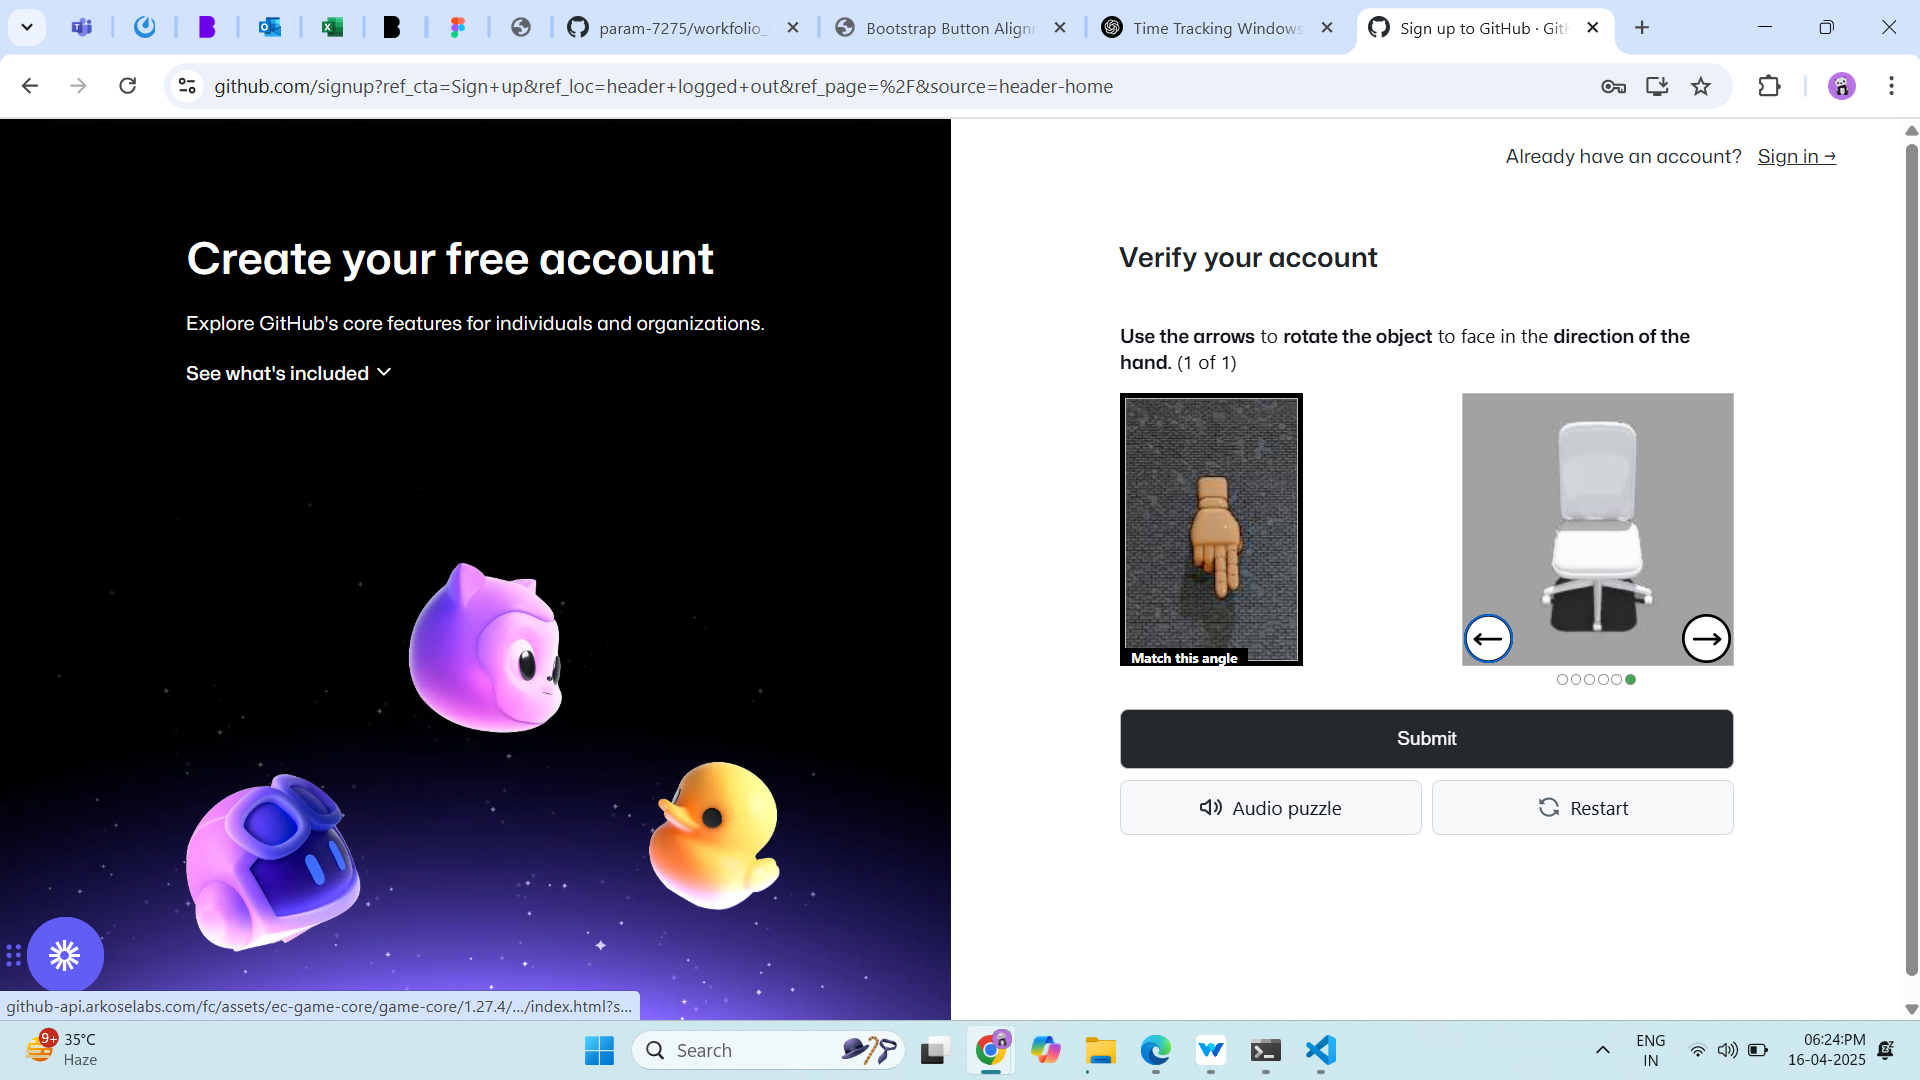 param-7275/workfolio_
Bootstrap Button Alignm
Time Tracking Windows
Sign up to GitHub · GitH
github.com/signup?ref_cta=Sign+up&ref_loc=header+logged+out&ref_page=%2F&source=header-home
Already have an account? Sign in →
Create your free account
Explore GitHub's core features for individuals and organizations.
See what's included
Verify your account
Use the arrows to rotate the object to face in the direction of the
hand. (1 of 1)
Match this angle
Submit
Audio puzzle
Restart
github-api.arkoselabs.com/fc/assets/ec-game-core/game-core/1.27.4/.../index.html?s...
9+
35°C
Haze
Search
ENG
IN
06:24:PM
16-04-2025